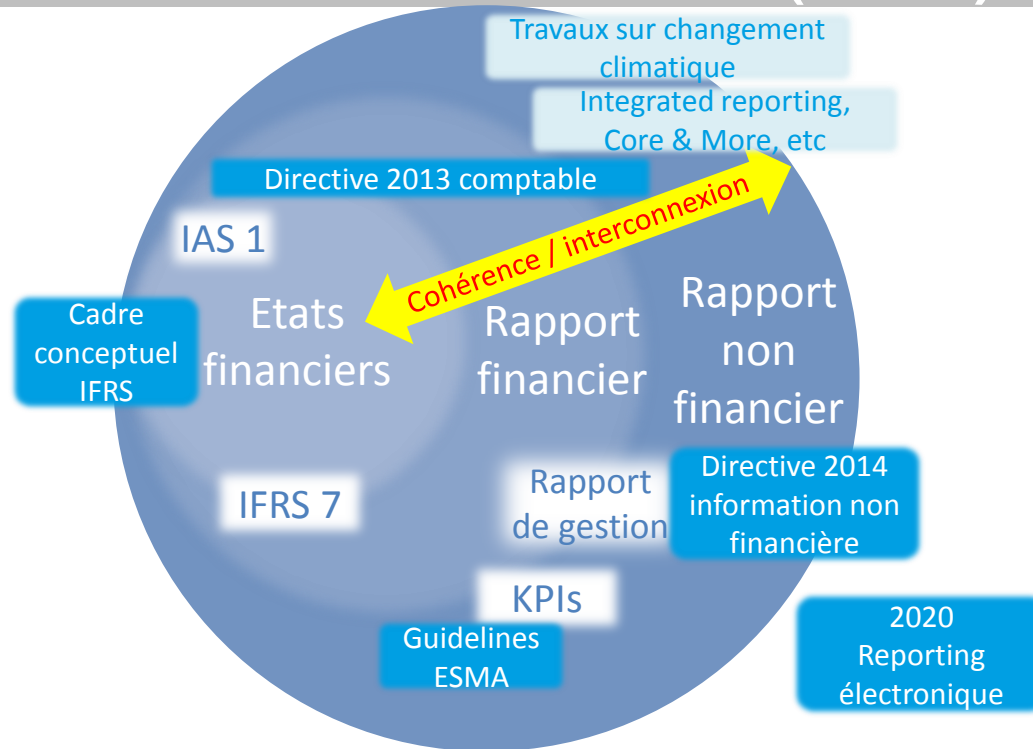 Travaux sur changement
climatique
Integrated reporting,
Core & More, etc
Directive 2013 comptable
IAS 1
Cohérence / interconnexion
Cadre
conceptuel
IFRS
Etats
financiers
Rapport
financier
Rapport
non
financier
IFRS 7
Rapport
de gestion
Directive 2014
information non
financière
KPIs
Guidelines
ESMA
2020
Reporting
électronique